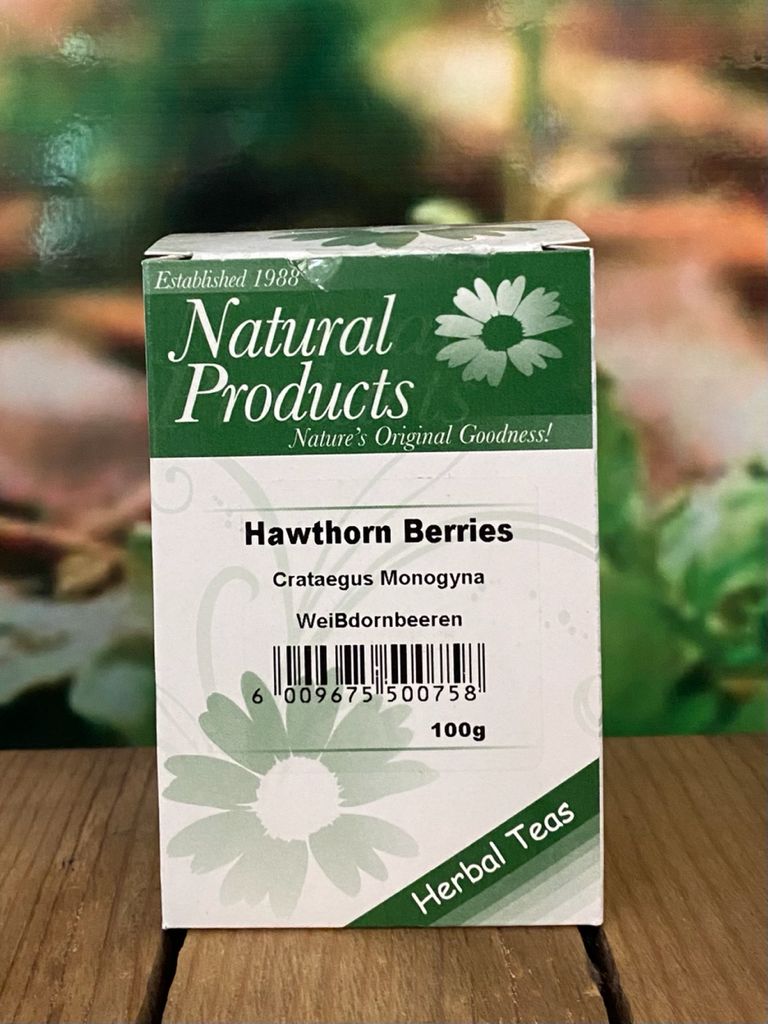 Established 1988
Natural
Products
Nature's Original Goodness!
Hawthorn Berries
Crataegus Monogyna
WeiBdornbeeren
6 009675 500758
100g
Herbal Teas